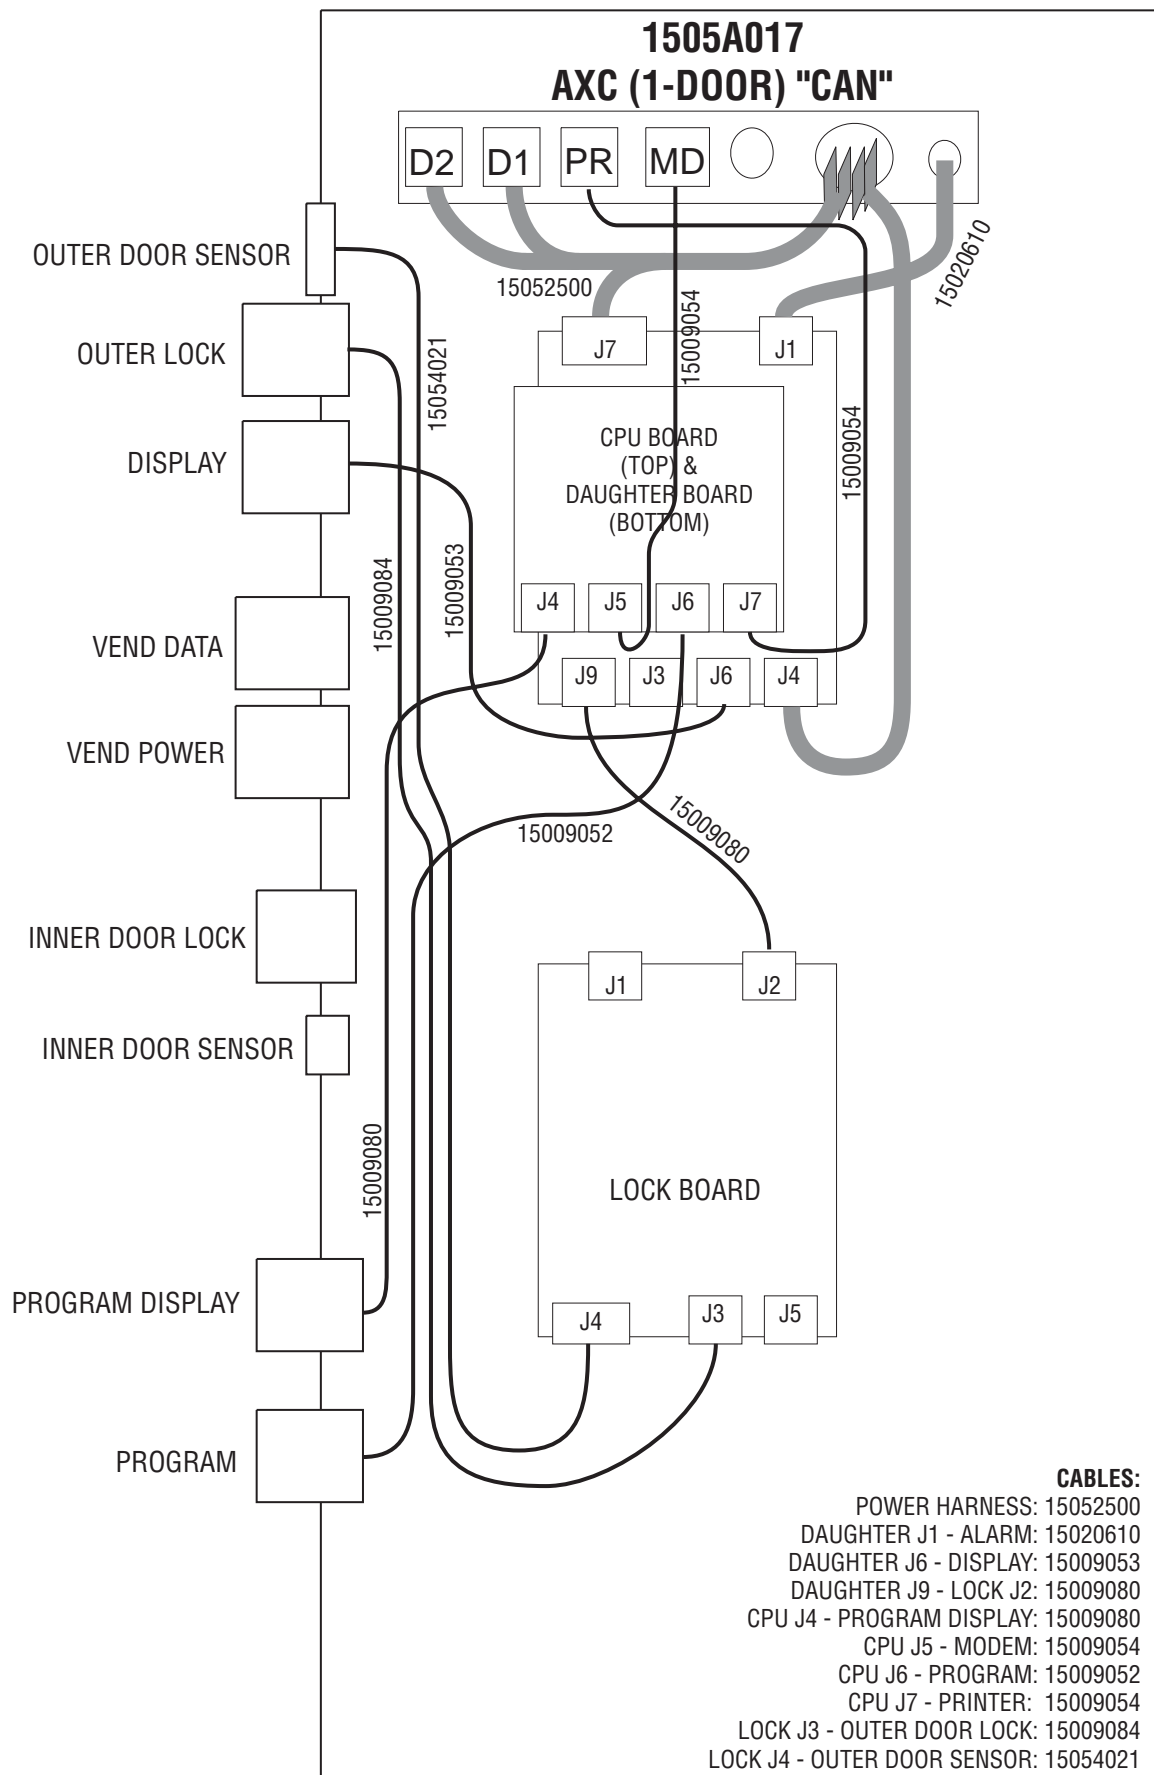 1505A017
AXC (1-DOOR) "CAN"
D2
D1
PR
MD
OUTER DOOR SENSOR
15052500
15020610
OUTER LOCK
15054021
15009054
J7
J1
DISPLAY
CPU BOARD
(TOP) &
DAUGHTER BOARD
(BOTTOM)
15009054
15009084
15009053
VEND DATA
J4
J5
J6
J7
J9
J3
J6
J4
VEND POWER
15009052
15009080
INNER DOOR LOCK
J1
J2
INNER DOOR SENSOR
15009080
LOCK BOARD
PROGRAM DISPLAY
J4
J3
J5
PROGRAM
CABLES:
POWER HARNESS: 15052500
DAUGHTER J1 - ALARM: 15020610
DAUGHTER J6 - DISPLAY: 15009053
DAUGHTER J9 - LOCK J2: 15009080
CPU J4 - PROGRAM DISPLAY: 15009080
CPU J5 - MODEM: 15009054
CPU J6 - PROGRAM: 15009052
CPU J7 - PRINTER: 15009054
LOCK J3 - OUTER DOOR LOCK: 15009084
LOCK J4 - OUTER DOOR SENSOR: 15054021